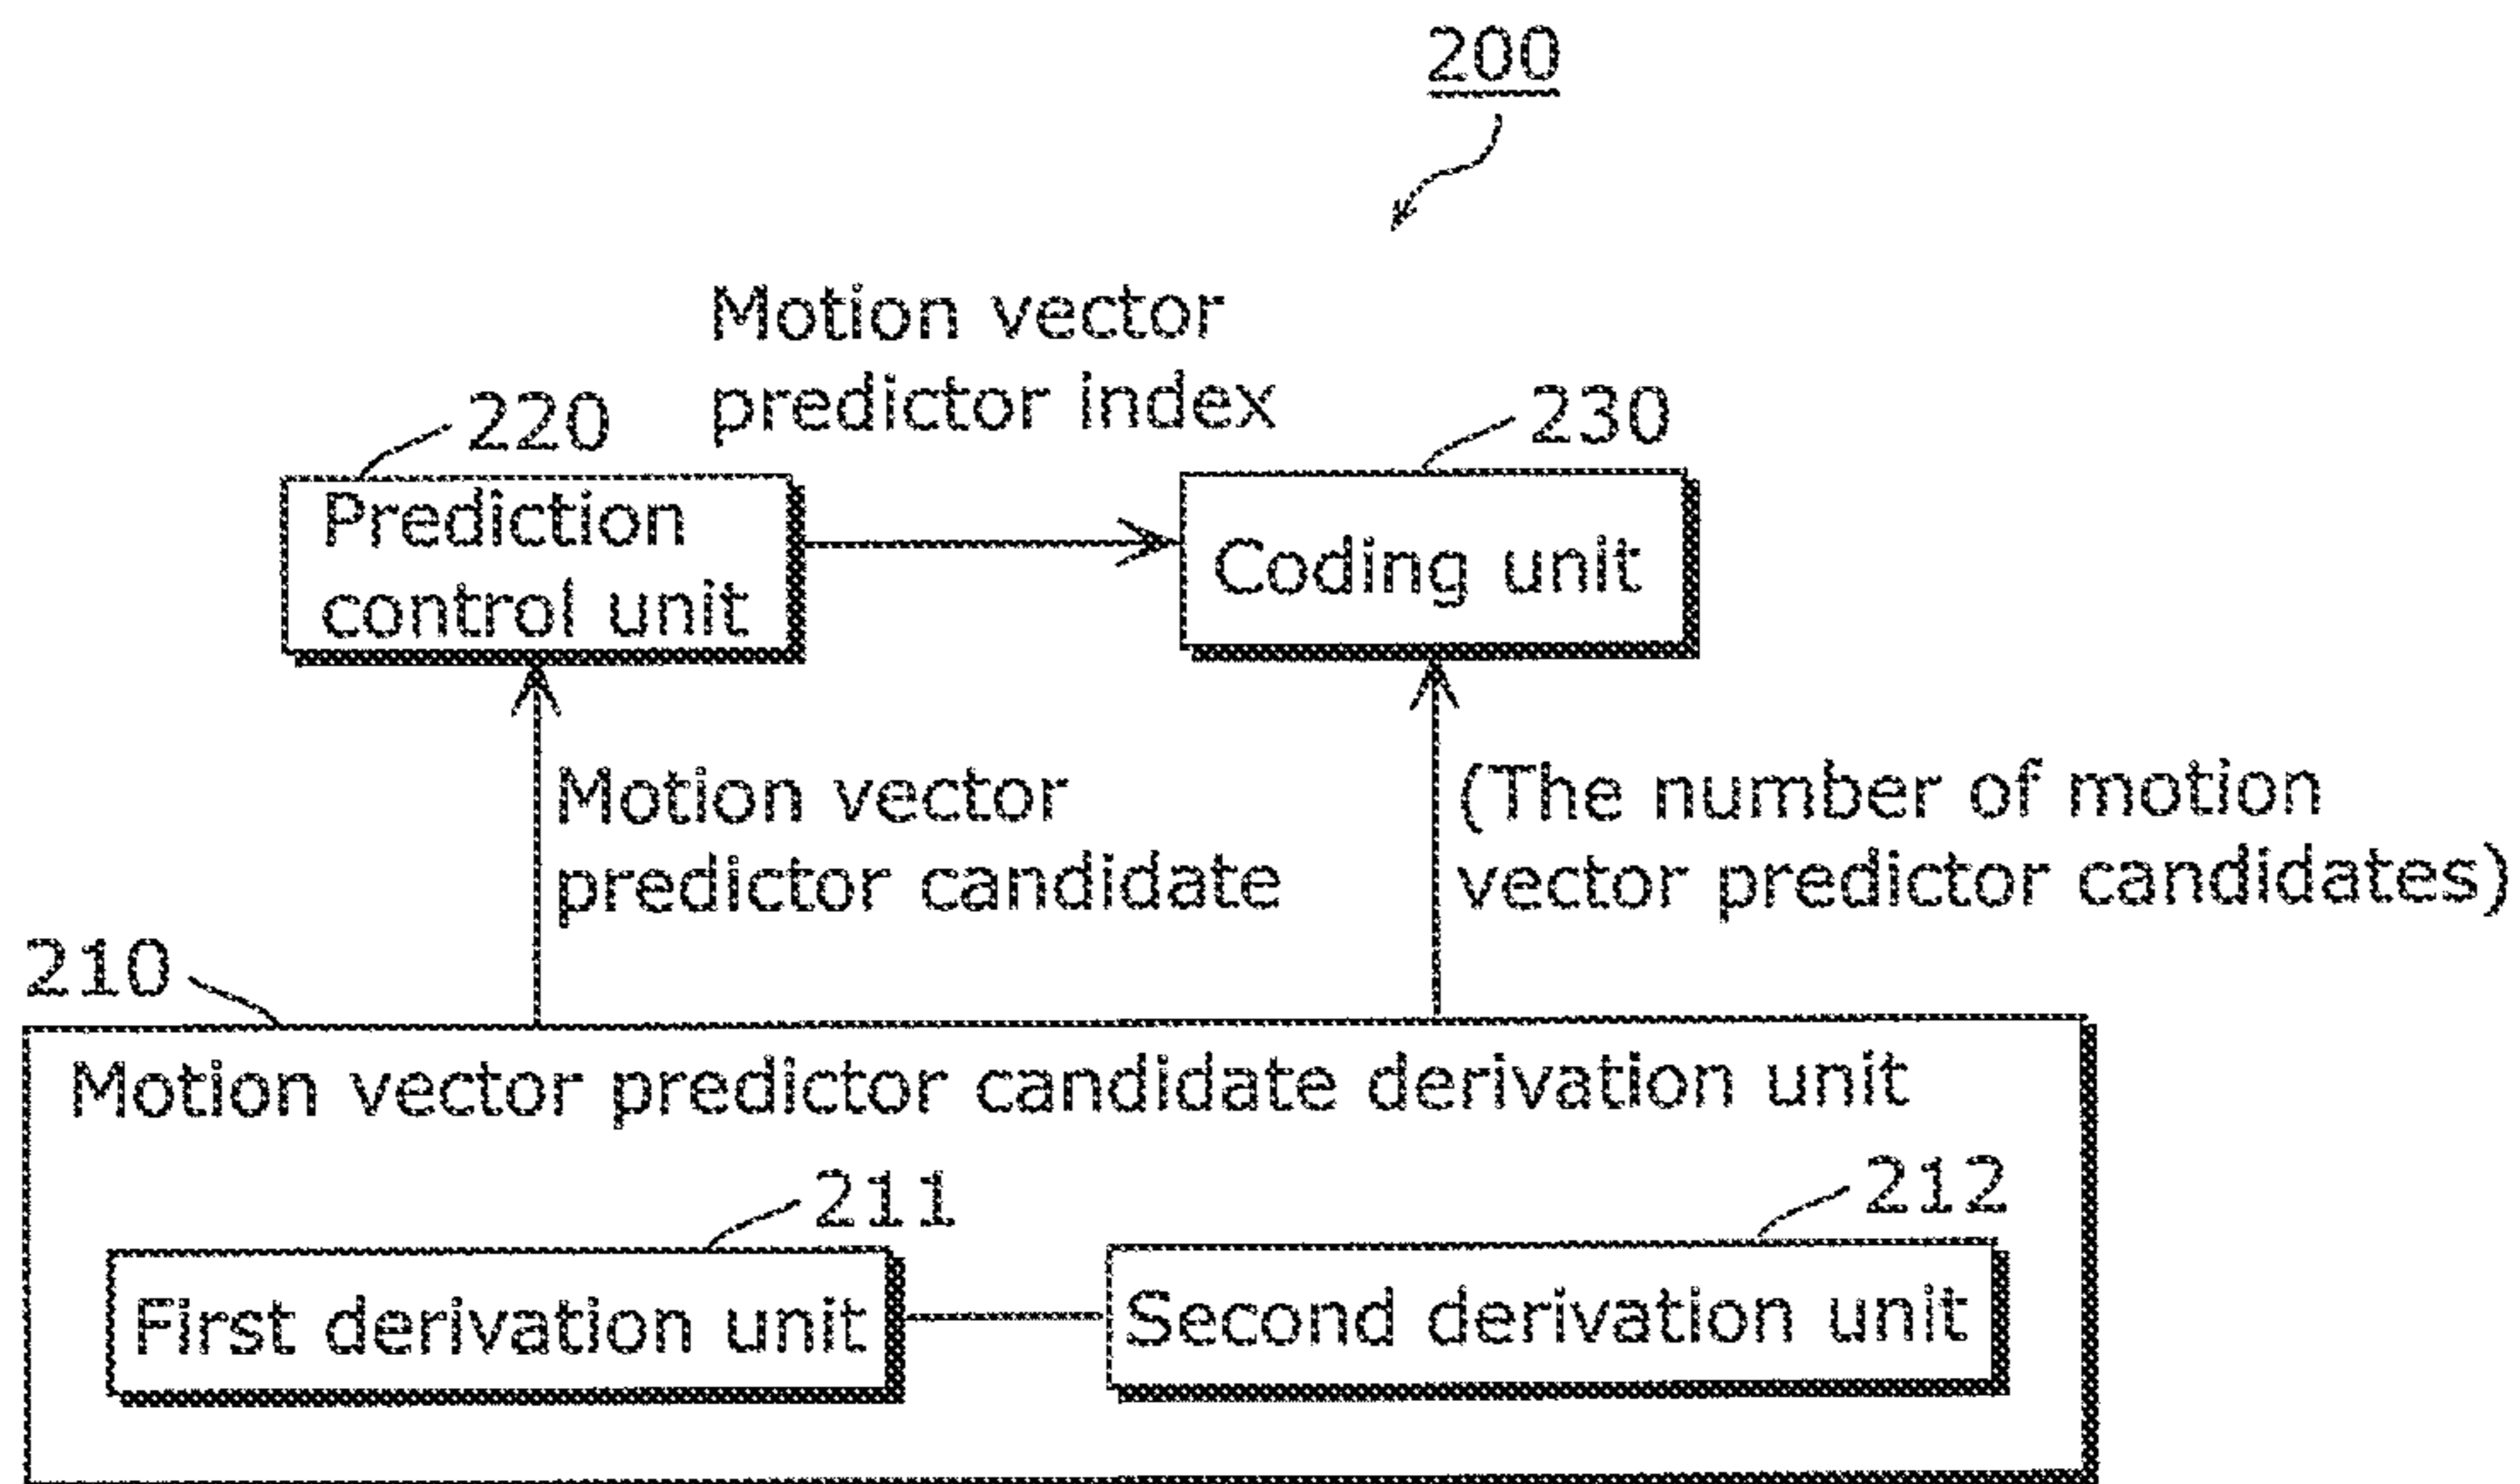 200
Motion vector
predictor index
220
230
Prediction
control unit
Coding unit
Motion vector
predictor candidate
(The number of motion
vector predictor candidates)
210
Motion vector predictor candidate derivation unit
211
212
First derivation unit
Second derivation unit